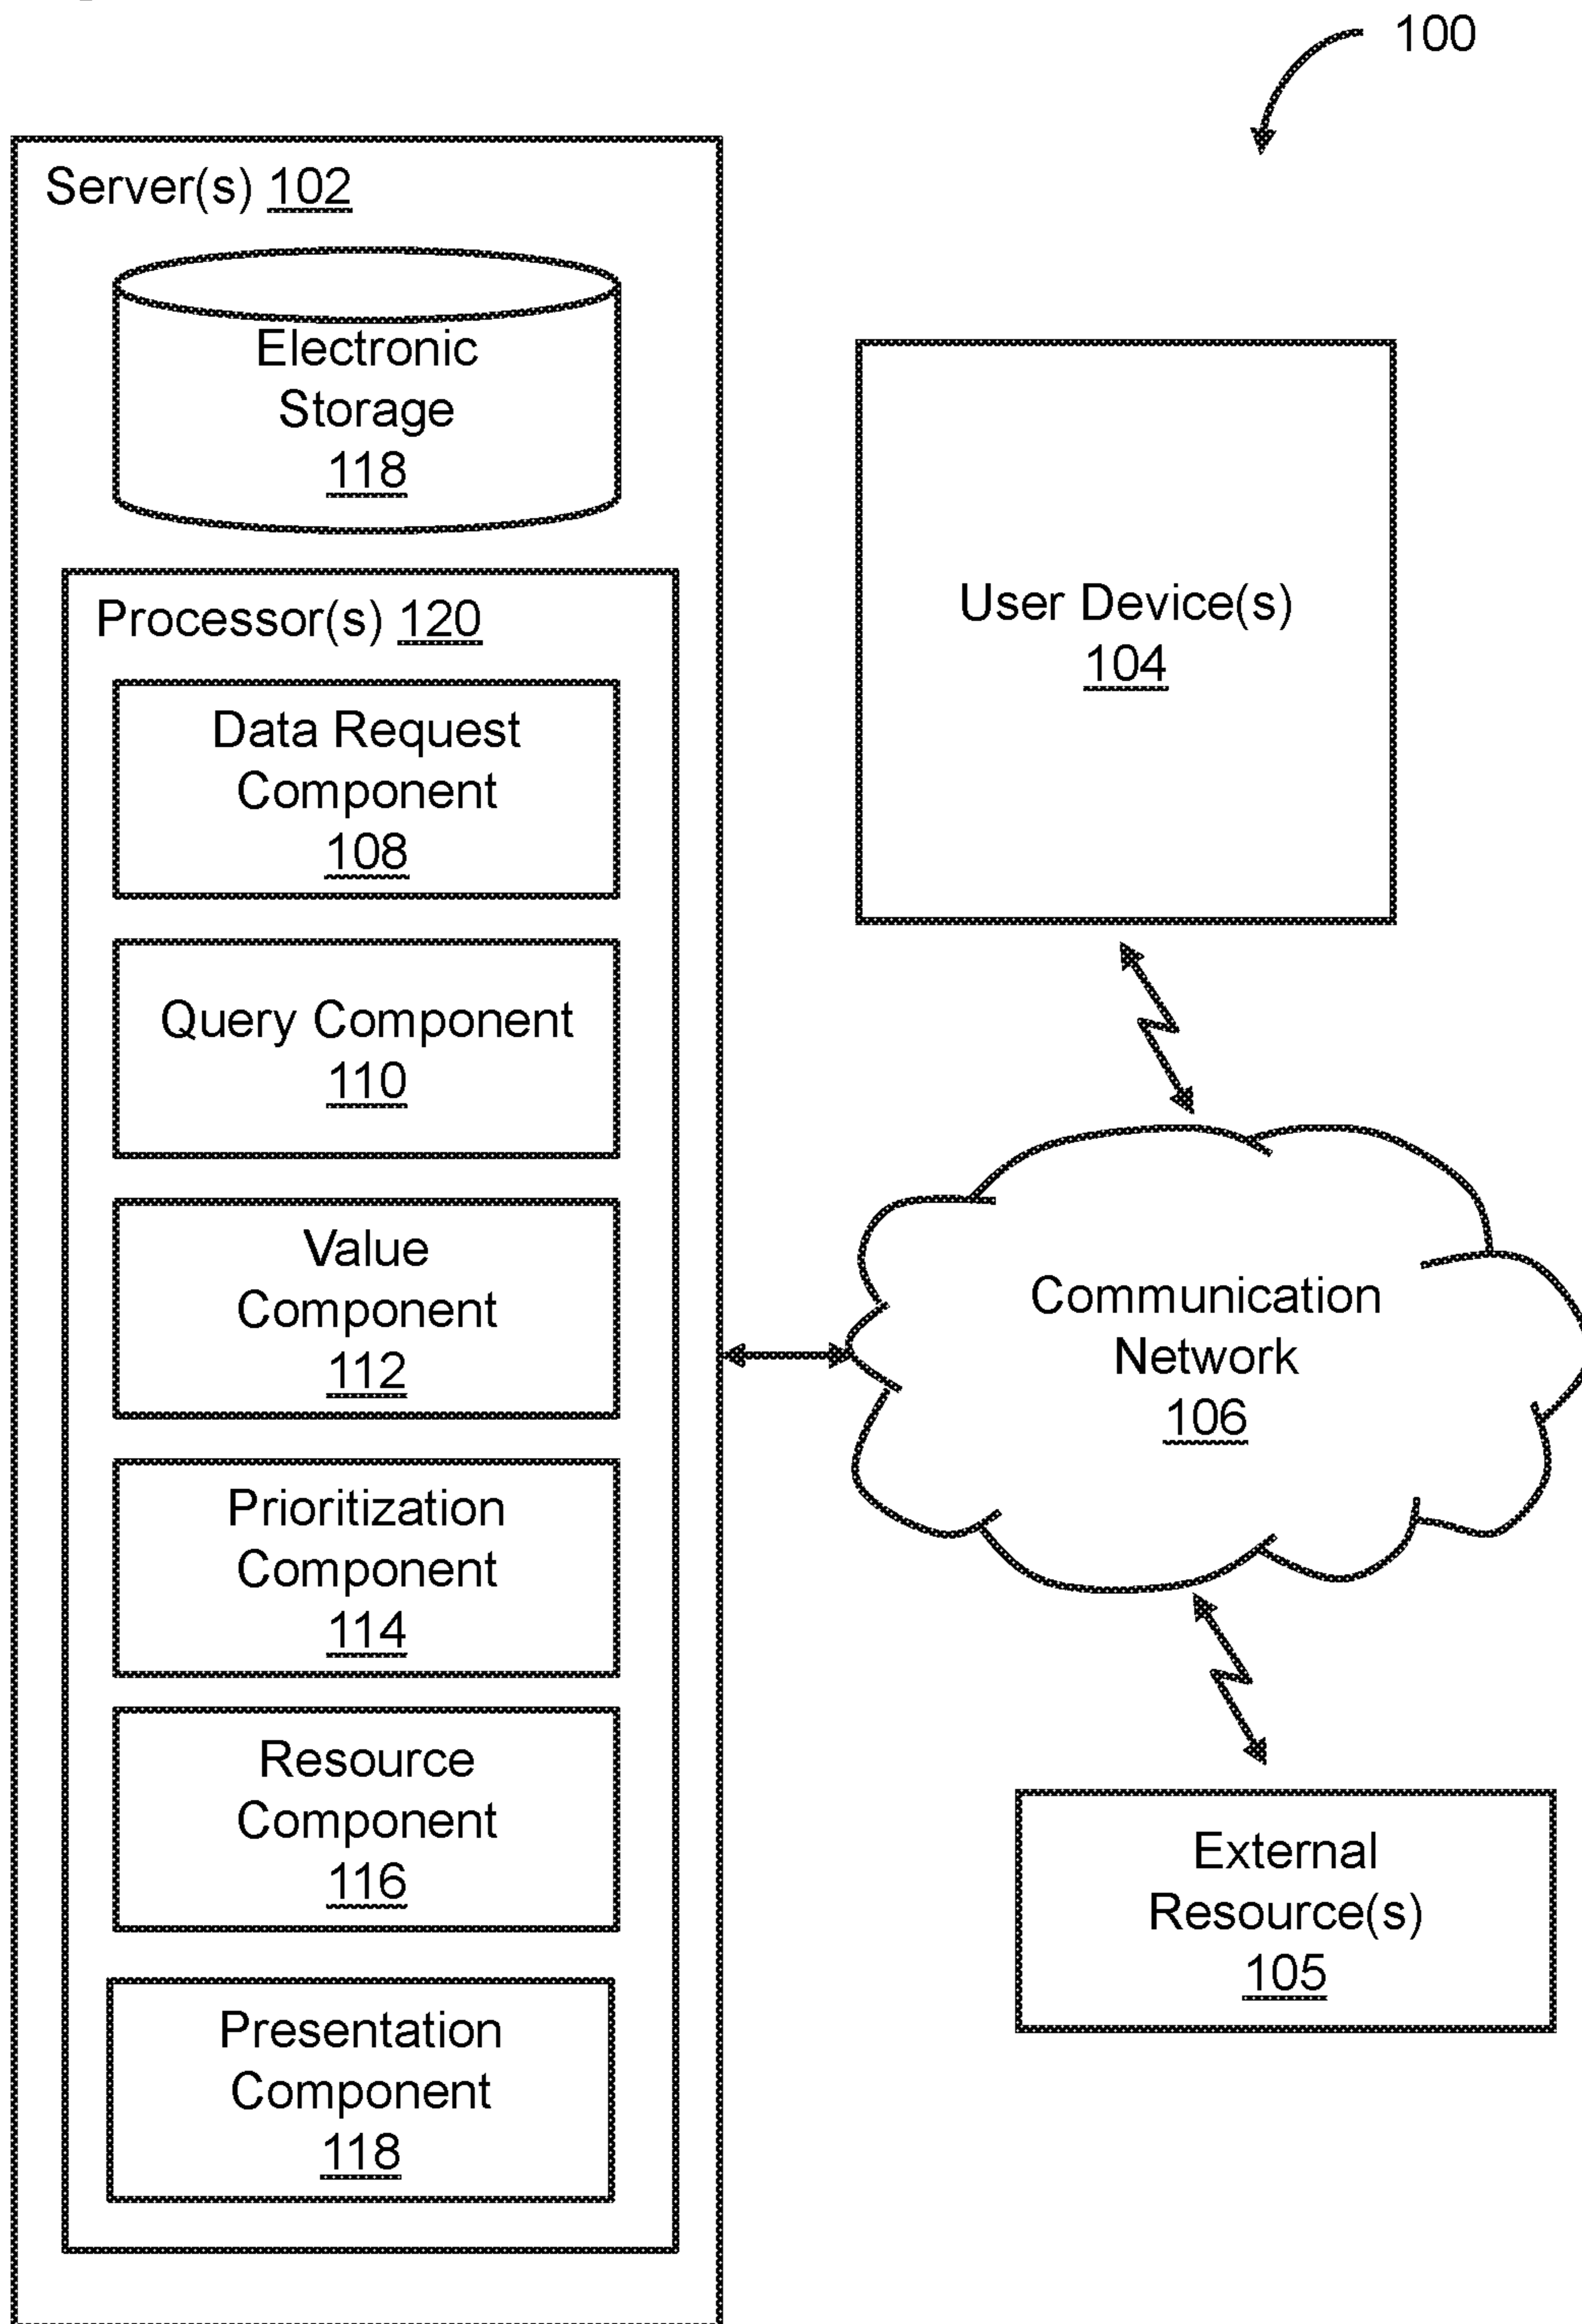 100
Server(s) 102
Electronic
Storage
118
Processor(s) 120
Data Request
Component
108
Query Component
110
Value
Component
112
Prioritization
Component
114
Resource
Component
116
Presentation
Component
118
User Device(s)
104
Communication
Network
106
External
Resource(s)
105